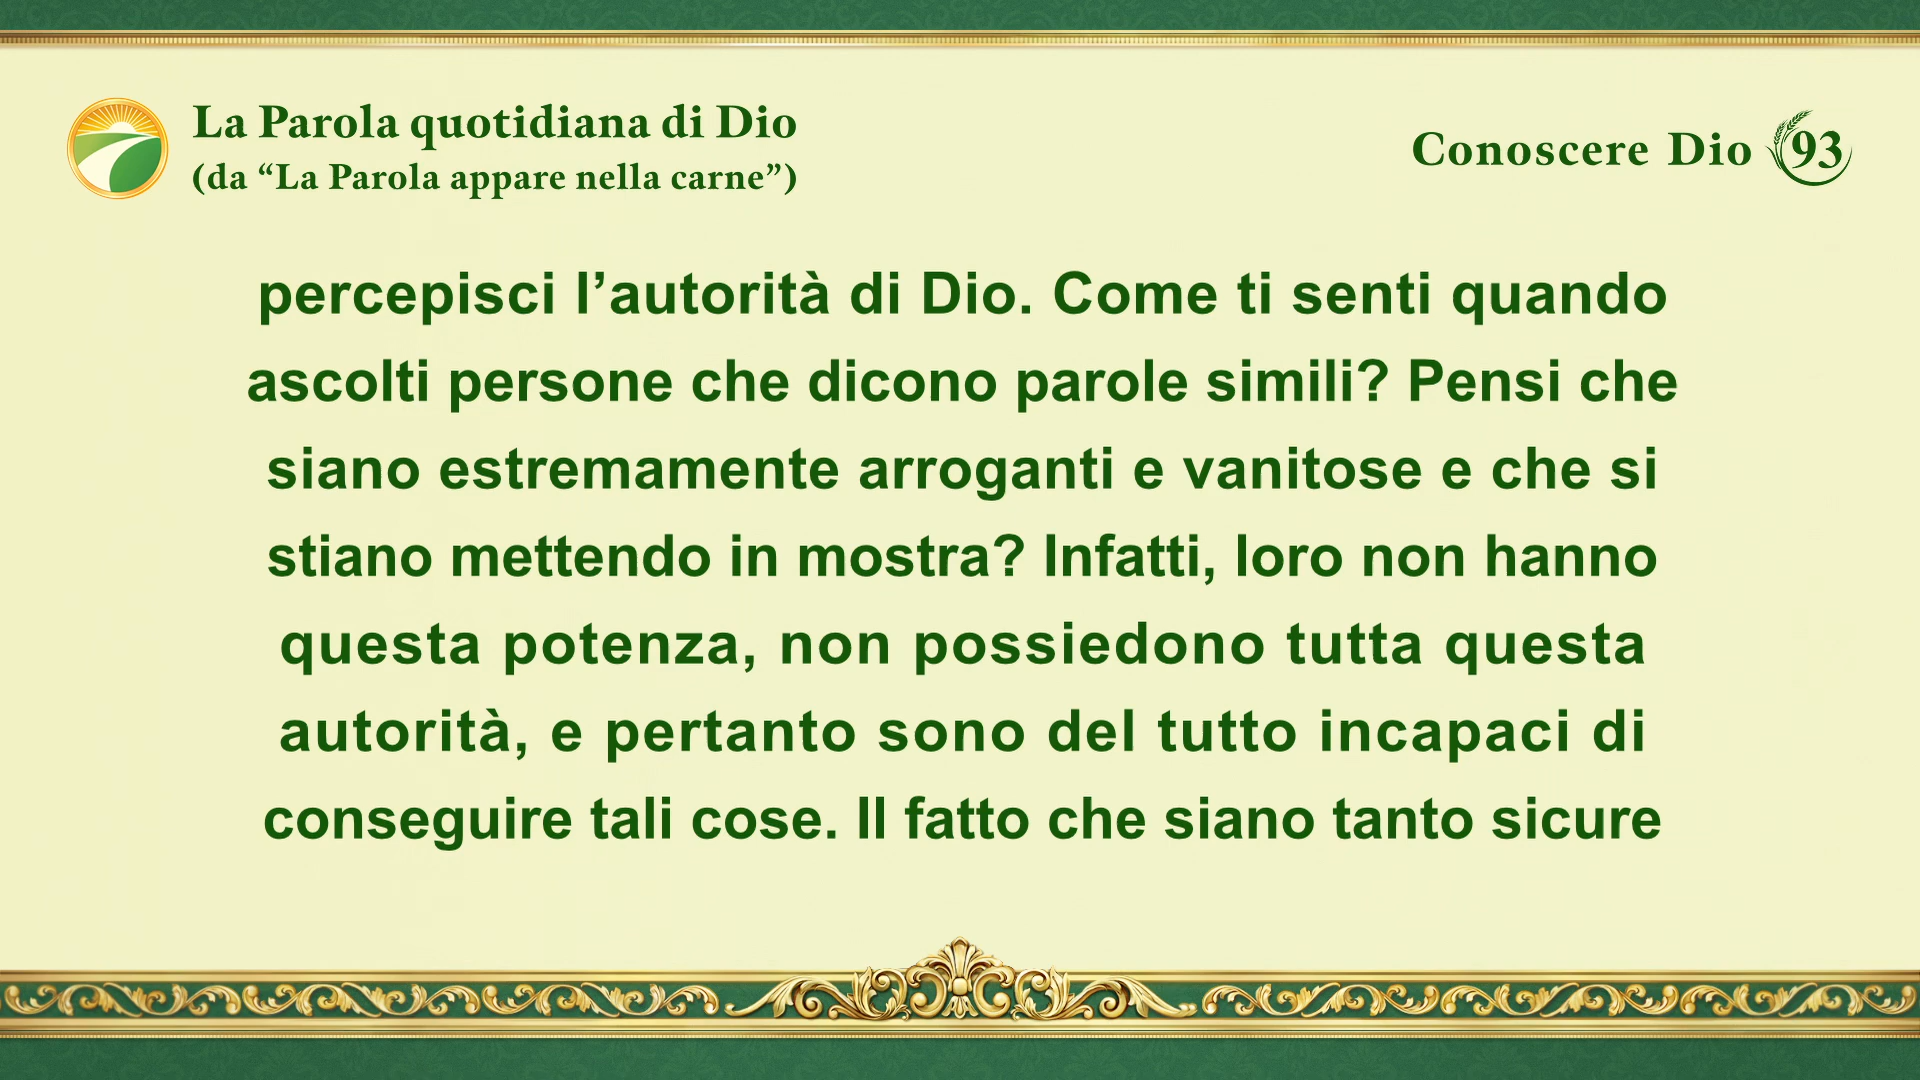 La Parola quotidiana di Dio
(da “La Parola appare nella carne”)
Conoscere Dio 93
percepisci l’autorità di Dio. Come ti senti quando
ascolti persone che dicono parole simili? Pensi che
siano estremamente arroganti e vanitose e che si
stiano mettendo in mostra? Infatti, loro non hanno
questa potenza, non possiedono tutta questa
autorità, e pertanto sono del tutto incapaci di
conseguire tali cose. Il fatto che siano tanto sicure